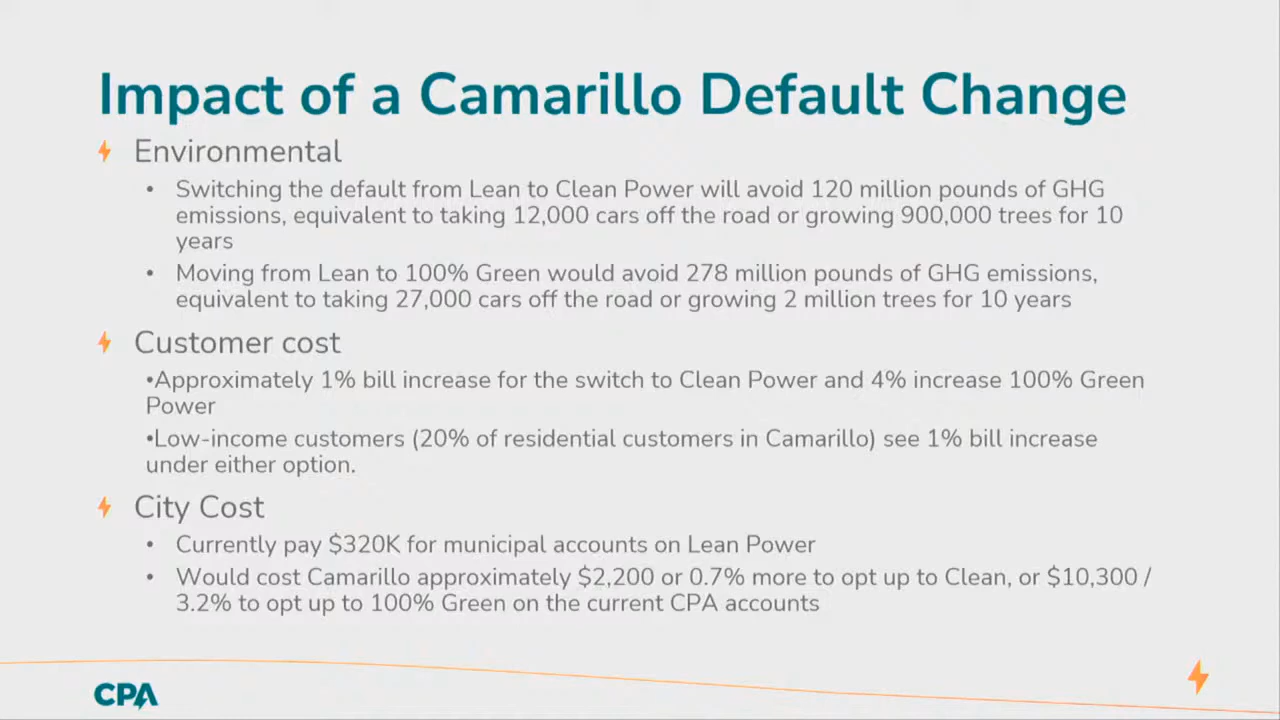 Impact of a Camarillo Default Change
Environmental
• Switching the default from Lean to Clean Power will avoid 120 million pounds of GHG
emissions, equivalent to taking 12,000 cars off the road or growing 900,000 trees for 10
years
• Moving from Lean to 100% Green would avoid 278 million pounds of GHG emissions,
equivalent to taking 27,000 cars off the road or growing 2 million trees for 10 years
Customer cost
•Approximately 1% bill increase for the switch to Clean Power and 4% increase 100% Green
Power
•Low-income customers (20% of residential customers in Camarillo) see 1% bill increase
under either option.
City Cost
• Currently pay $320K for municipal accounts on Lean Power
• Would cost Camarillo approximately $2,200 or 0.7% more to opt up to Clean, or $10,300 /
3.2% to opt up to 100% Green on the current CPA accounts
CPA